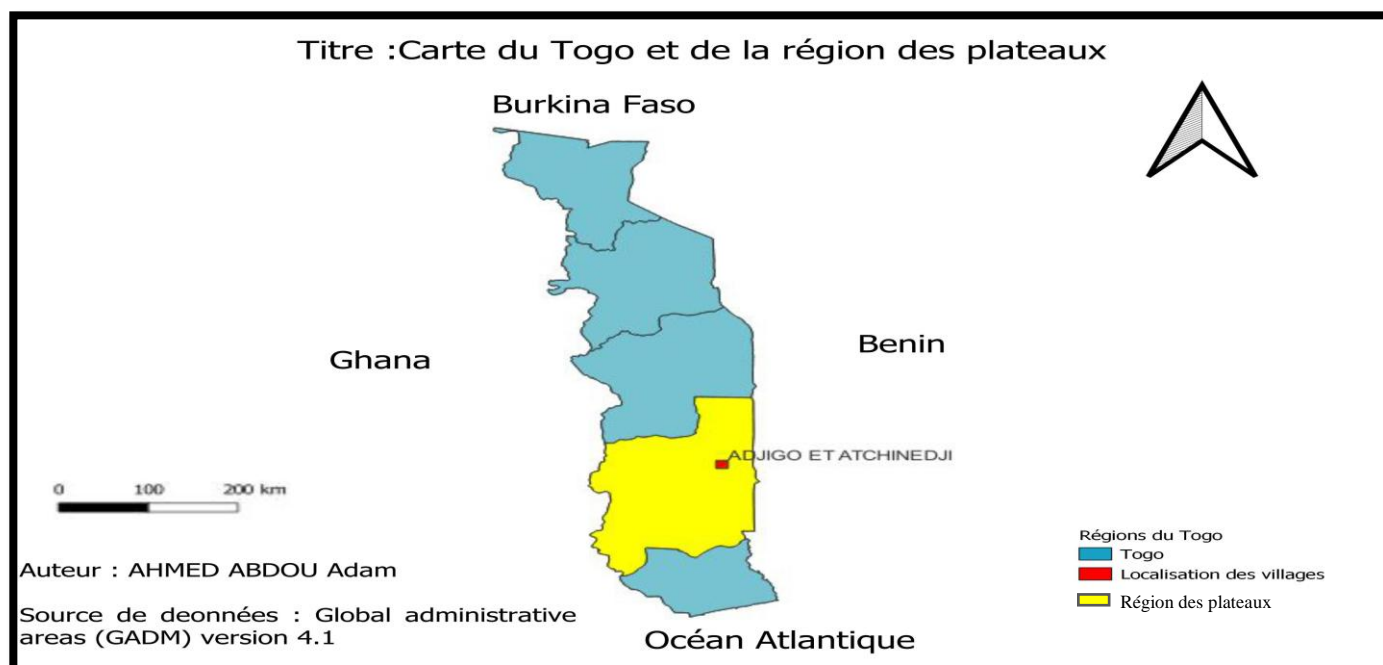 Titre :Carte du Togo et de la région des plateaux
Burkina Faso
Ghana
Benin
ADJIGO ET ATCHINEDJI
0 100 200 km
Régions du Togo
Togo
Localisation des villages
Région des plateaux
Auteur : AHMED ABDOU Adam
Source de deonnées : Global administrative
areas (GADM) version 4.1
Océan Atlantique